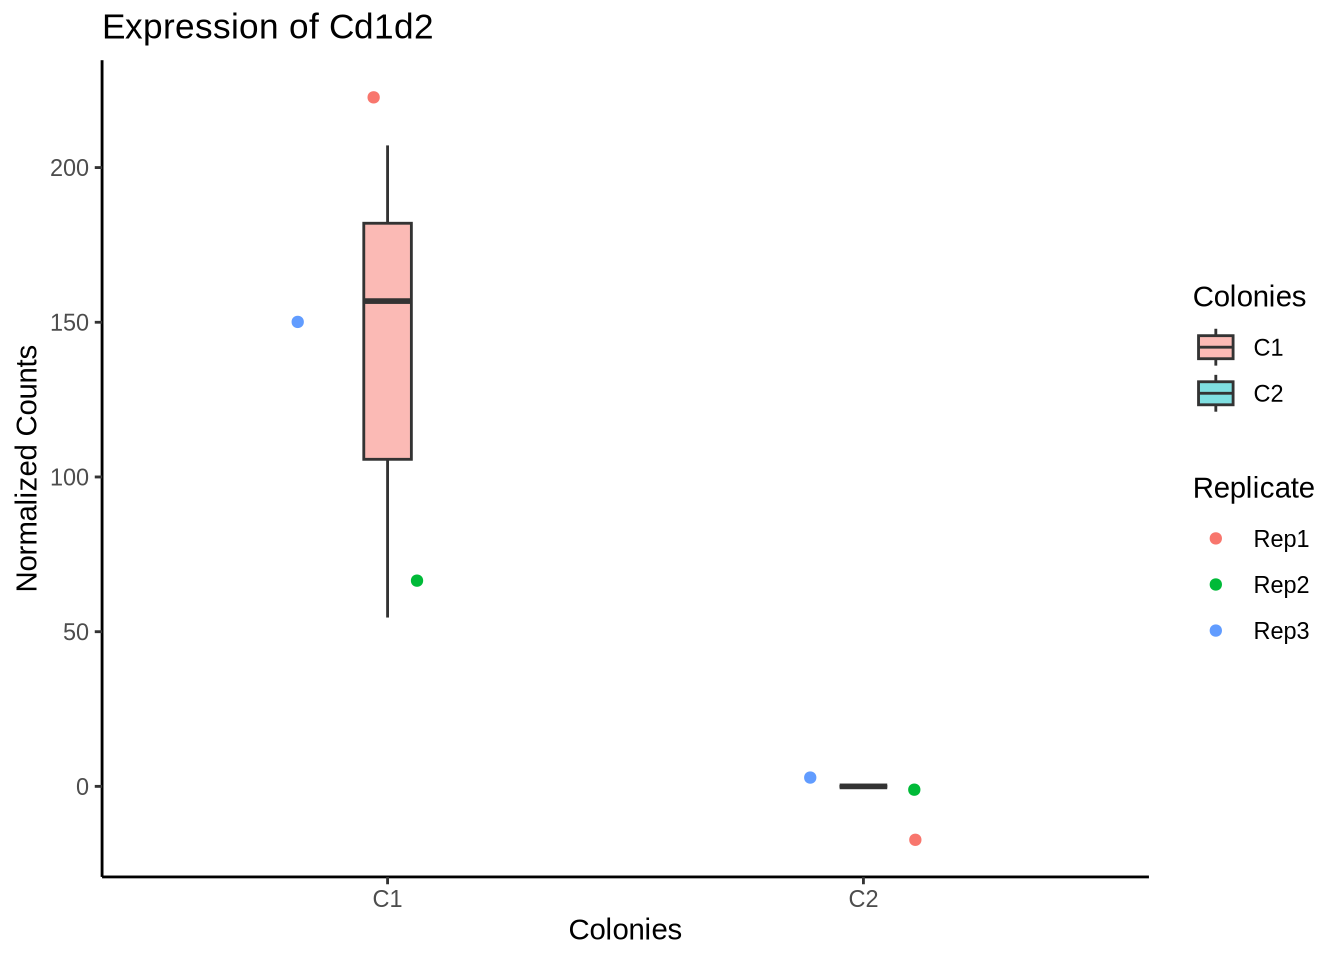 Expression of Cd1d2
Normalized Counts
200
150
100
50
0
C1
C2
Colonies
Colonies
C1
C2
Replicate
Rep1
Rep2
Rep3